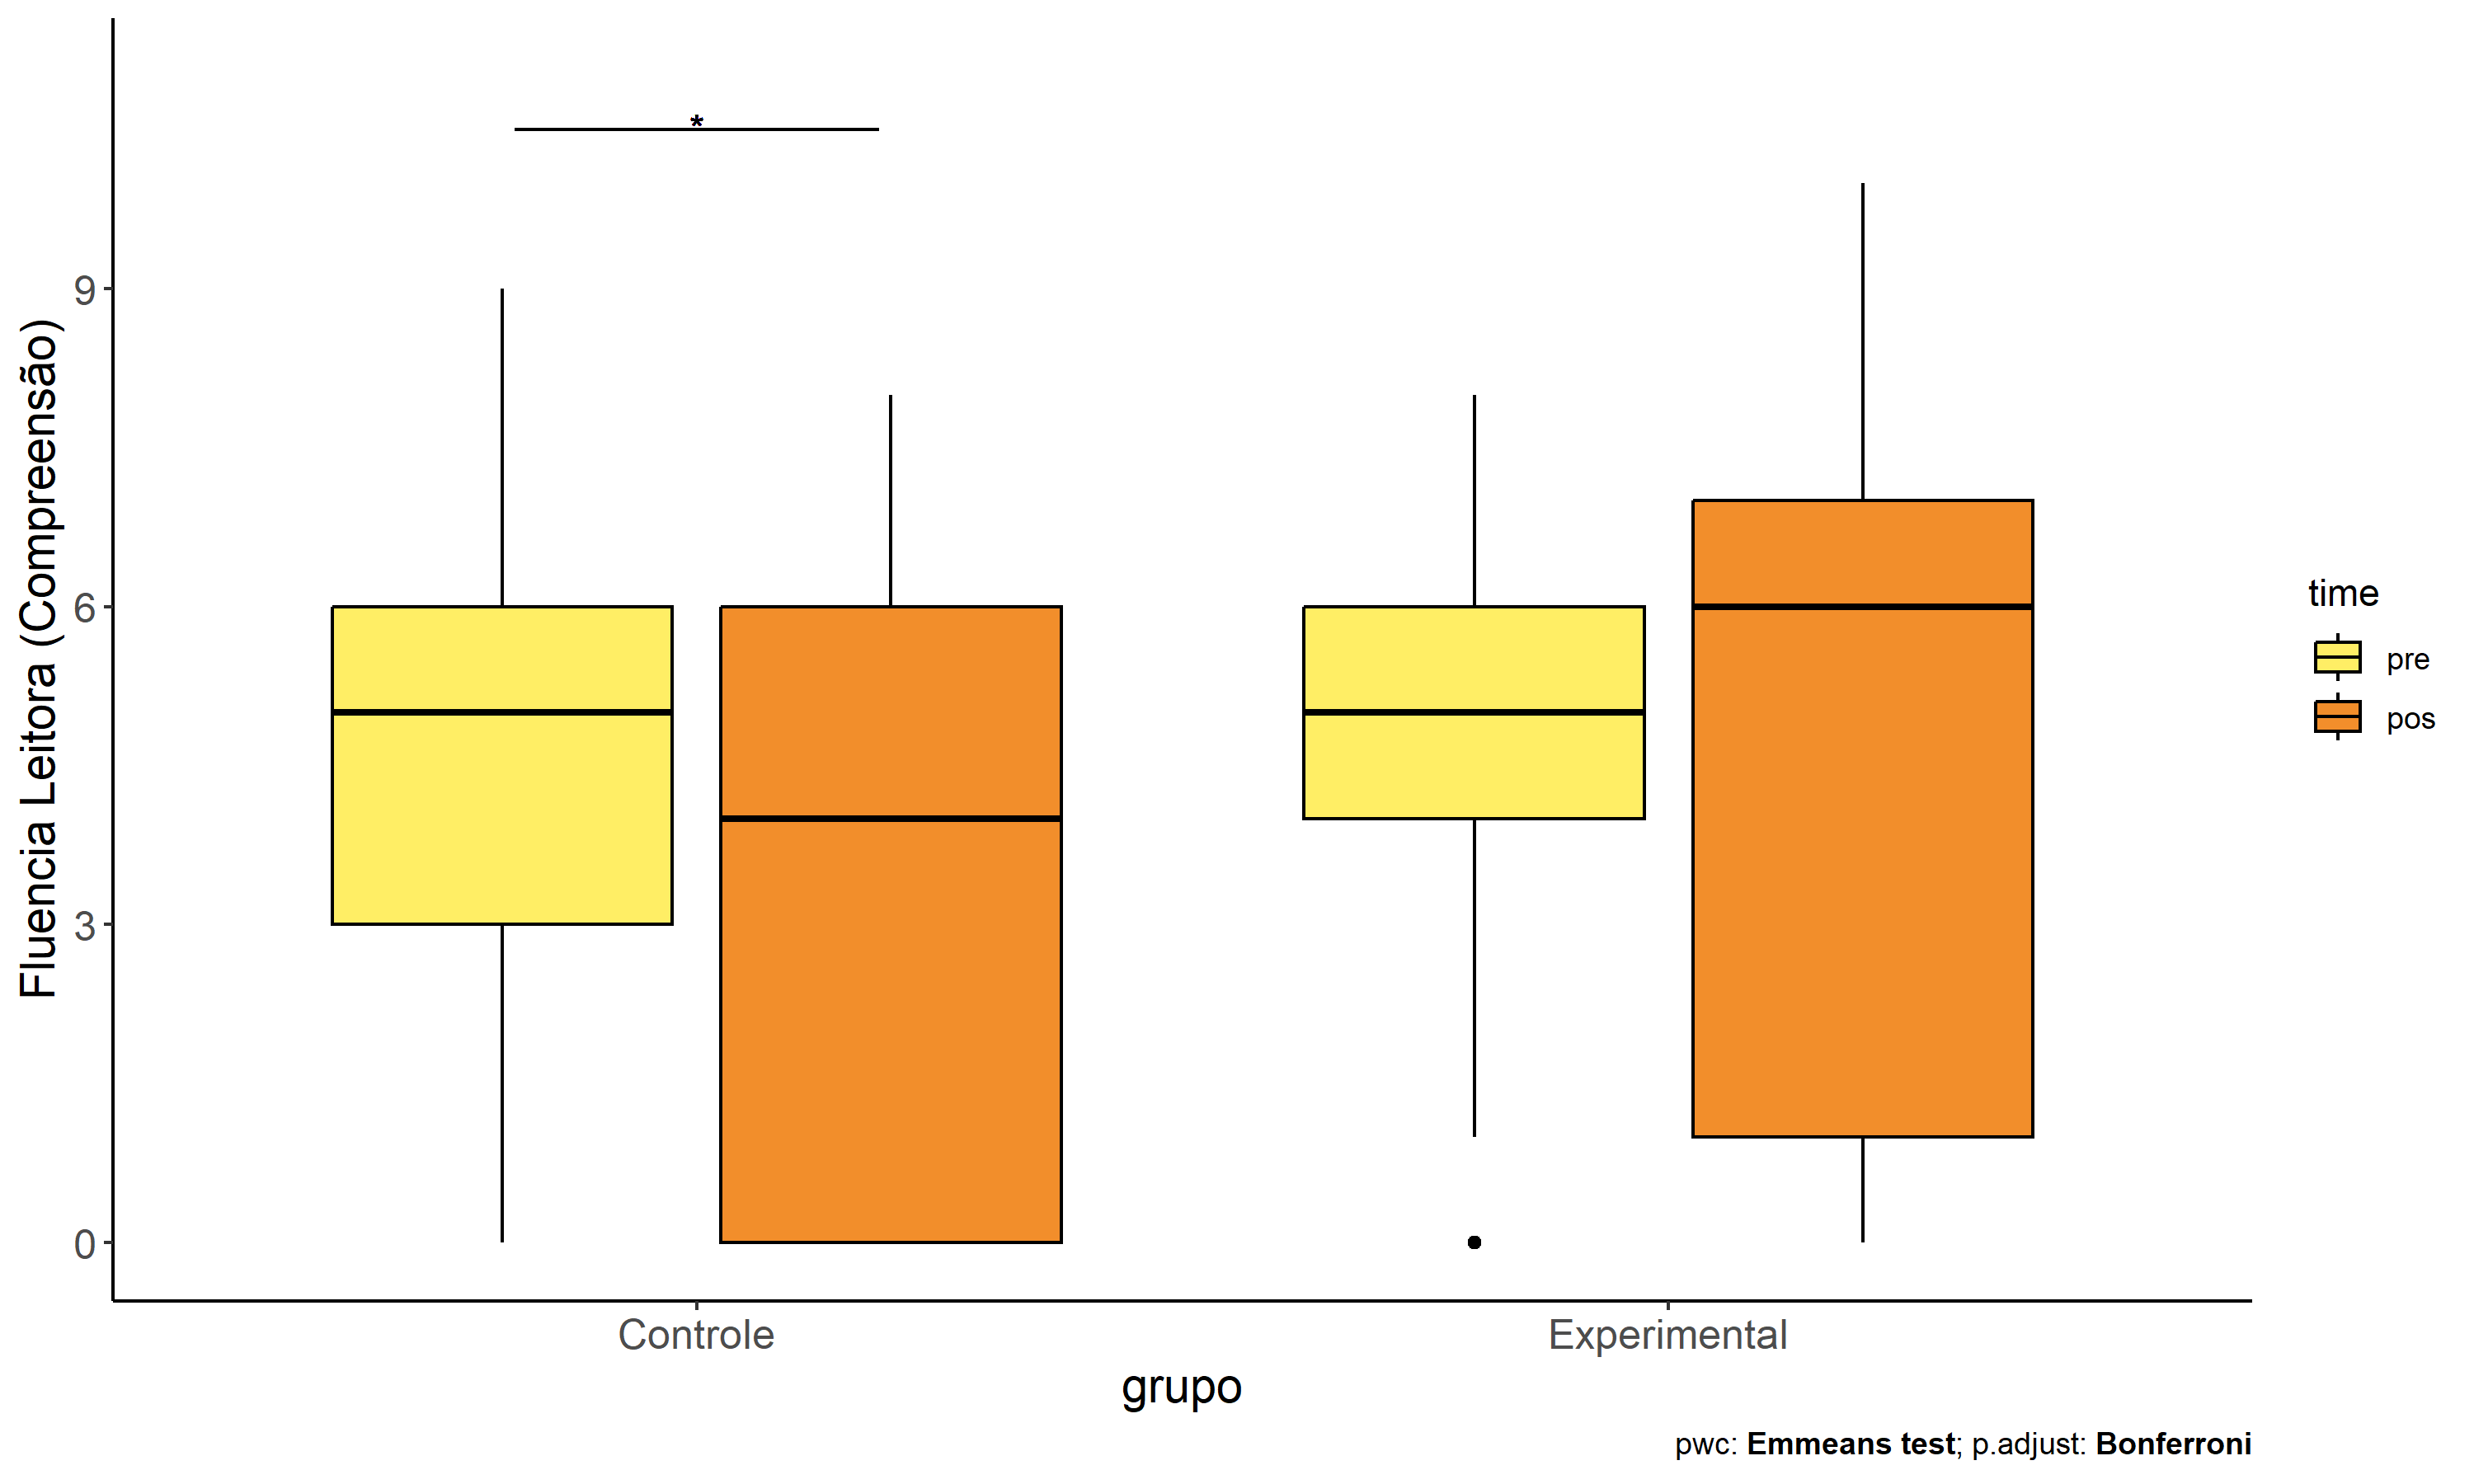 *
9
6
3
0
Fluencia Leitora (Compreensão)
Controle
Experimental
grupo
time
pre
pos
pwc: Emmeans test; p.adjust: Bonferroni